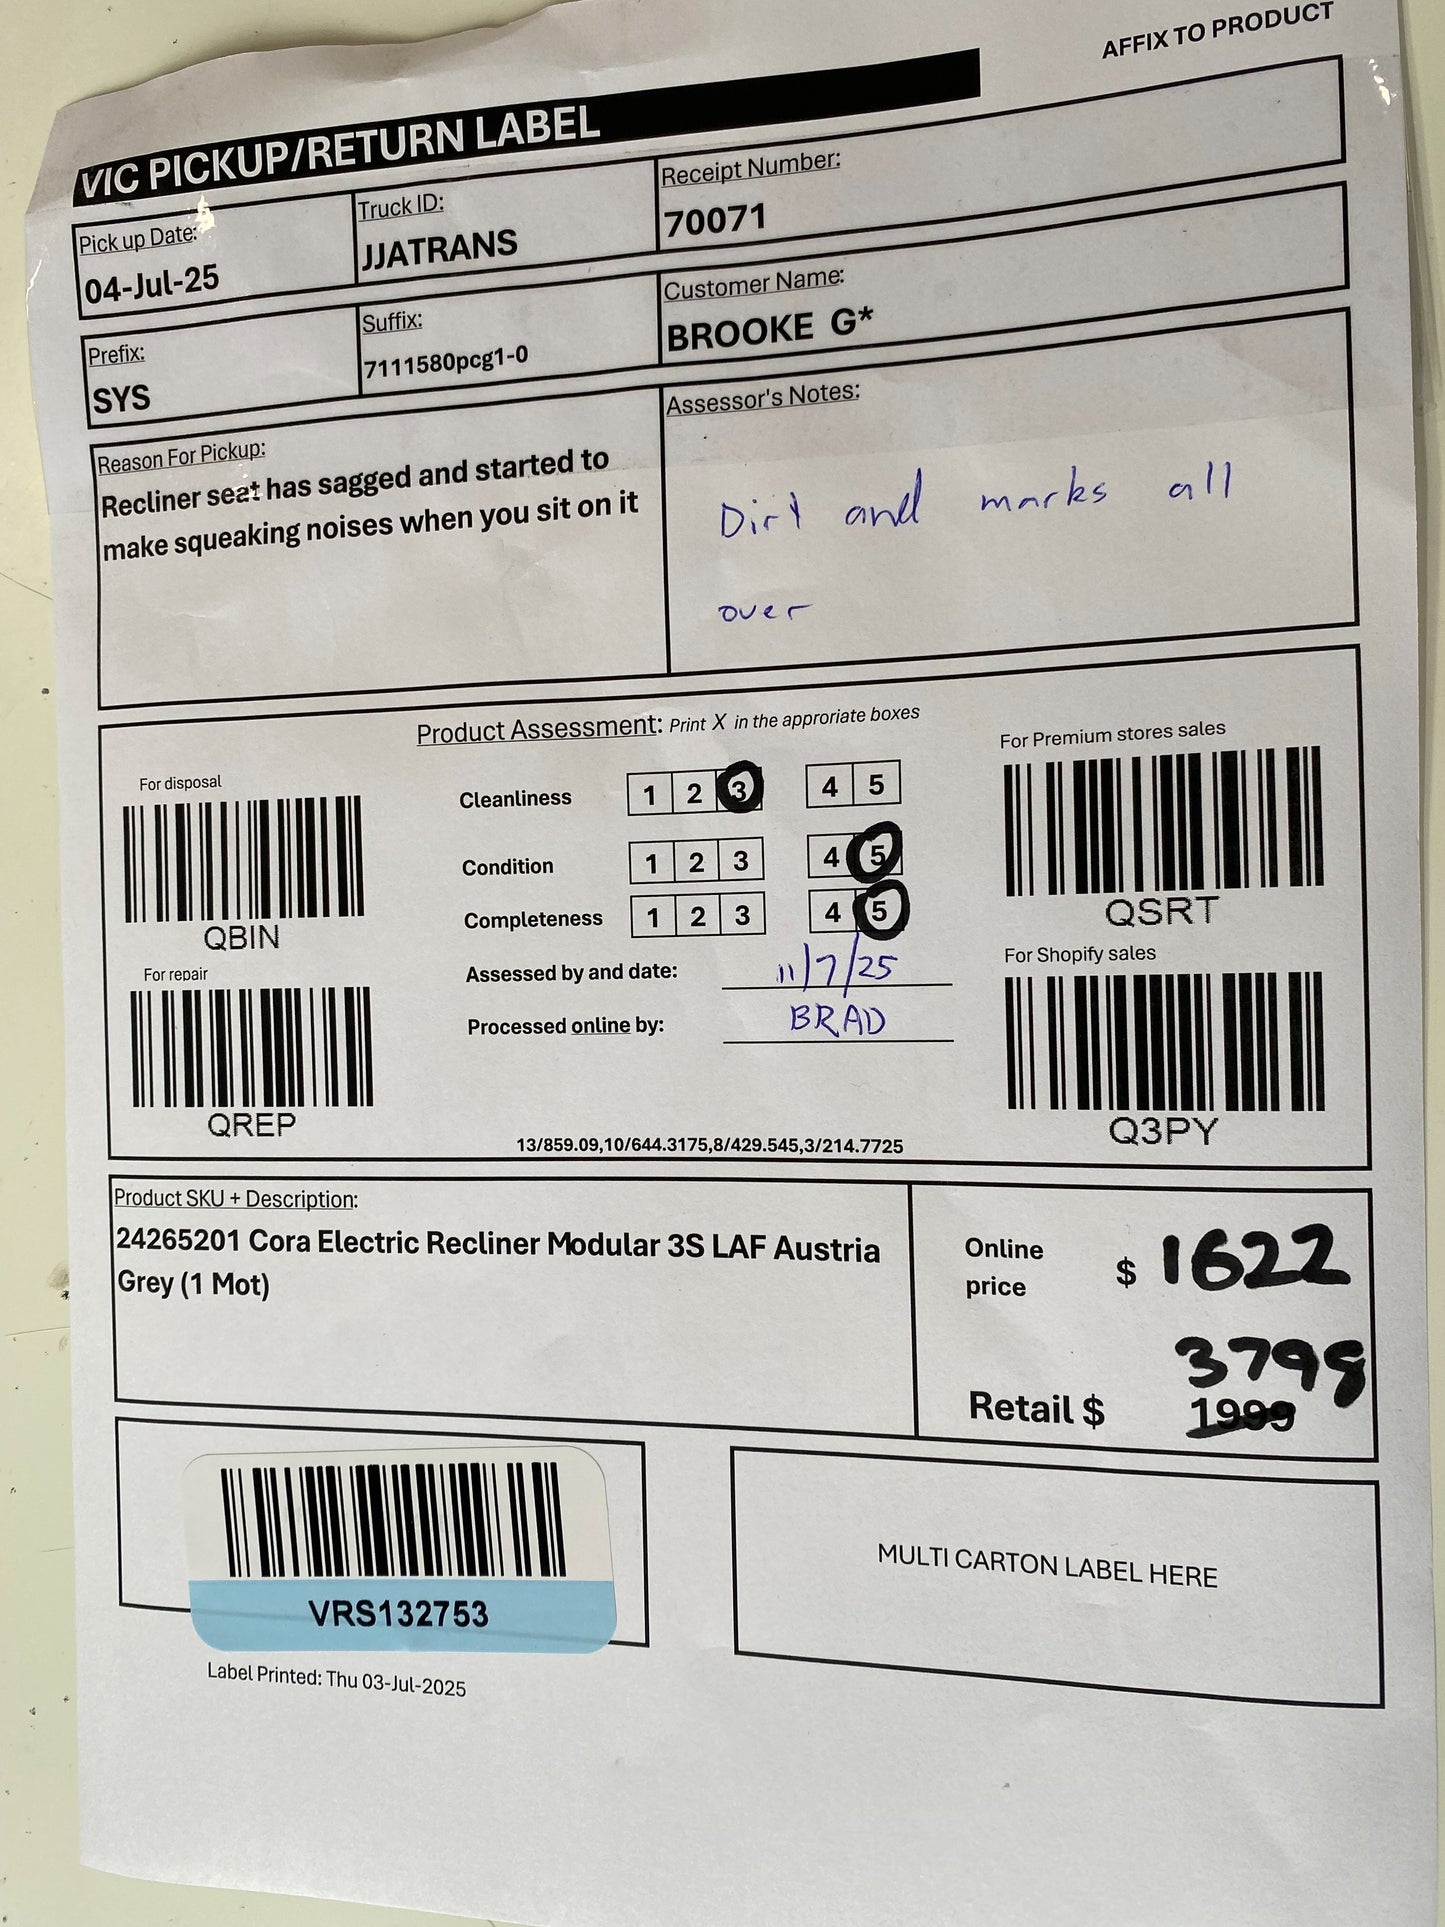 AFFIX TO PRODUCT
VIC PICKUP/RETURN LABEL
Pick up Date:
04-Jul-25
Truck ID:
JJATRANS
Receipt Number:
70071
Prefix:
SYS
Suffix:
7111580pcg1-0
Customer Name:
BROOKE G*
Reason For Pickup:
Recliner seat has sagged and started to
make squeaking noises when you sit on it
Assessor's Notes:
Dirt and marks all
over
Product Assessment: Print X in the approriate boxes
For disposal
QBIN
For repair
QREP
Cleanliness 1 2 3 4 5
Condition 1 2 3 4 5
Completeness 1 2 3 4 5
Assessed by and date: 11/7/25
Processed online by: BRAD
For Premium stores sales
QSRT
For Shopify sales
Q3PY
13/859.09,10/644.3175,8/429.545,3/214.7725
Product SKU + Description:
24265201 Cora Electric Recliner Modular 3S LAF Austria
Grey (1 Mot)
Online
price $ 1622
3798
Retail $ 1999
VRS132753
MULTI CARTON LABEL HERE
Label Printed: Thu 03-Jul-2025